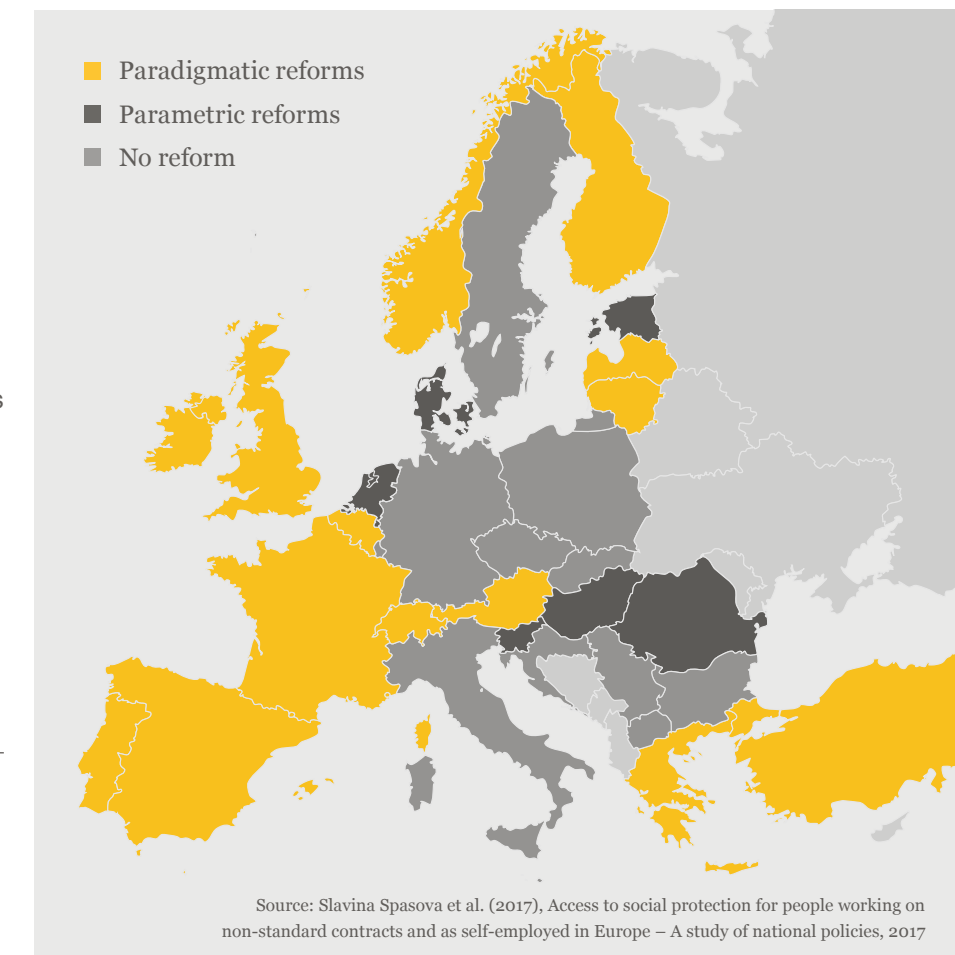 Paradigmatic reforms
Parametric reforms
No reform
s
Source: Slavina Spasova et al. (2017), Access to social protection for people working on
non-standard contracts and as self-employed in Europe – A study of national policies, 2017